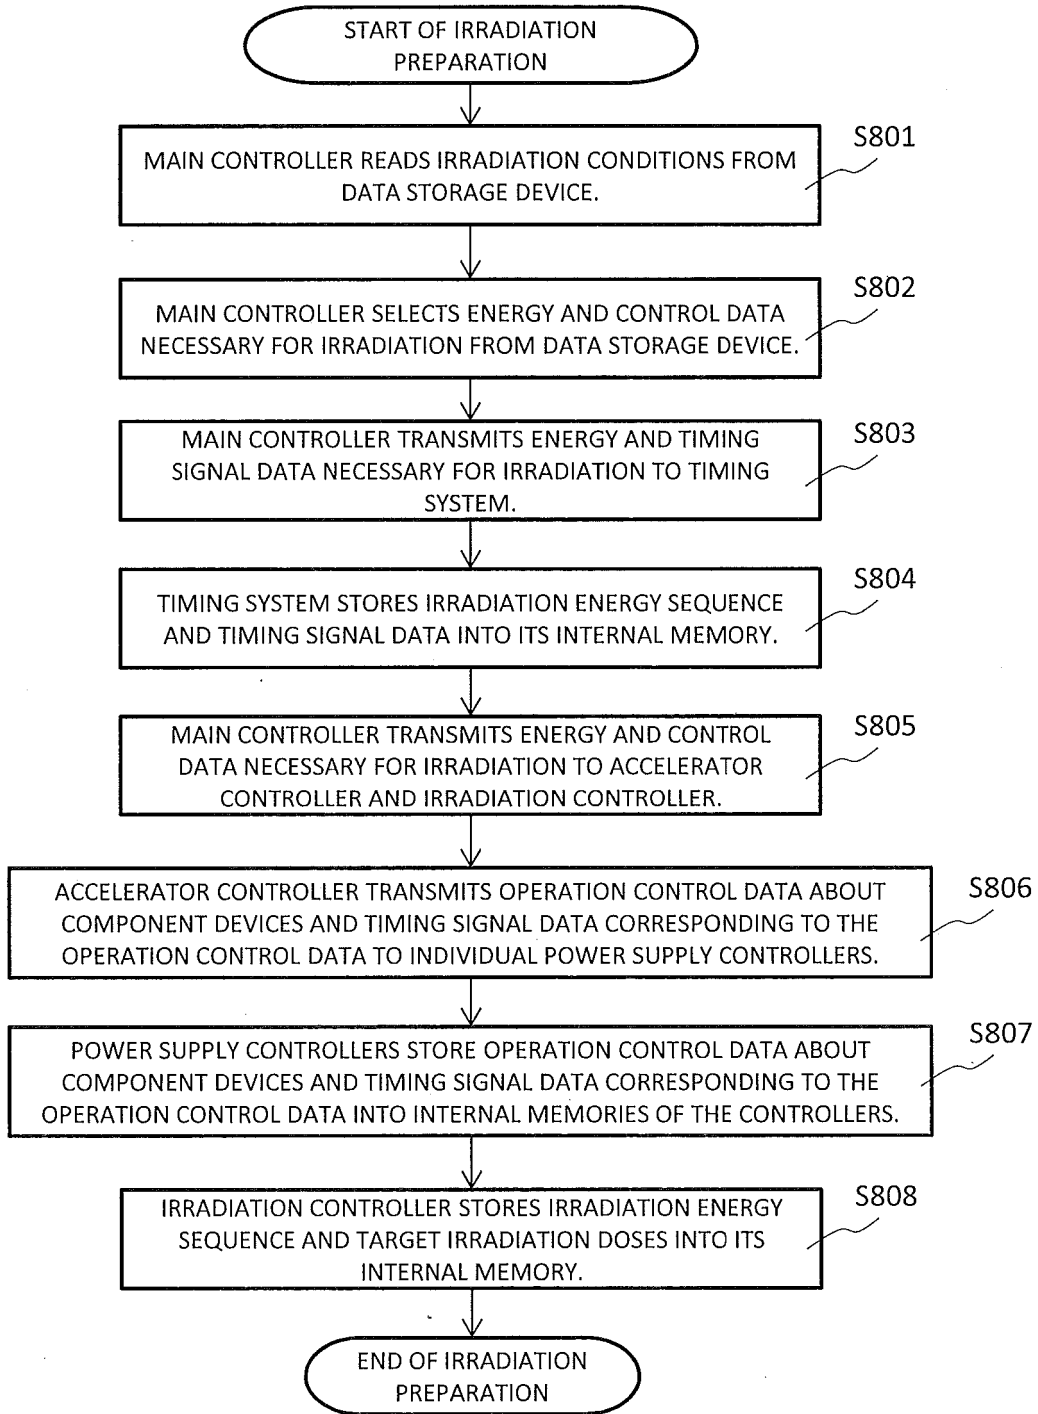 START OF IRRADIATION
PREPARATION
S801
MAIN CONTROLLER READS IRRADIATION CONDITIONS FROM
DATA STORAGE DEVICE.
S802
MAIN CONTROLLER SELECTS ENERGY AND CONTROL DATA
NECESSARY FOR IRRADIATION FROM DATA STORAGE DEVICE.
S803
MAIN CONTROLLER TRANSMITS ENERGY AND TIMING
SIGNAL DATA NECESSARY FOR IRRADIATION TO TIMING
SYSTEM.
S804
TIMING SYSTEM STORES IRRADIATION ENERGY SEQUENCE
AND TIMING SIGNAL DATA INTO ITS INTERNAL MEMORY.
S805
MAIN CONTROLLER TRANSMITS ENERGY AND CONTROL
DATA NECESSARY FOR IRRADIATION TO ACCELERATOR
CONTROLLER AND IRRADIATION CONTROLLER.
S806
ACCELERATOR CONTROLLER TRANSMITS OPERATION CONTROL DATA ABOUT
COMPONENT DEVICES AND TIMING SIGNAL DATA CORRESPONDING TO THE
OPERATION CONTROL DATA TO INDIVIDUAL POWER SUPPLY CONTROLLERS.
S807
POWER SUPPLY CONTROLLERS STORE OPERATION CONTROL DATA ABOUT
COMPONENT DEVICES AND TIMING SIGNAL DATA CORRESPONDING TO THE
OPERATION CONTROL DATA INTO INTERNAL MEMORIES OF THE CONTROLLERS.
S808
IRRADIATION CONTROLLER STORES IRRADIATION ENERGY
SEQUENCE AND TARGET IRRADIATION DOSES INTO ITS
INTERNAL MEMORY.
END OF IRRADIATION
PREPARATION